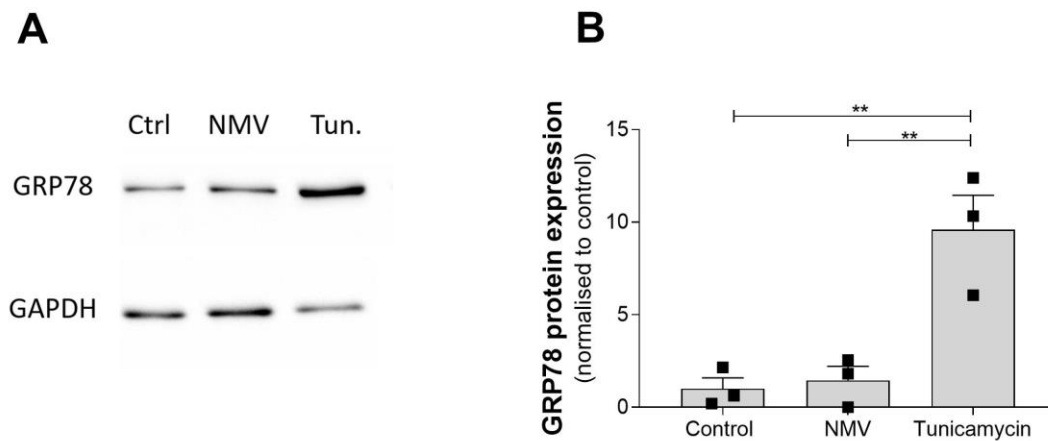 A
Ctrl NMV Tun.
GRP78
GAPDH
B
GRP78 protein expression
(normalised to control)
** 
**
15
10
5
0
Control NMV Tunicamycin